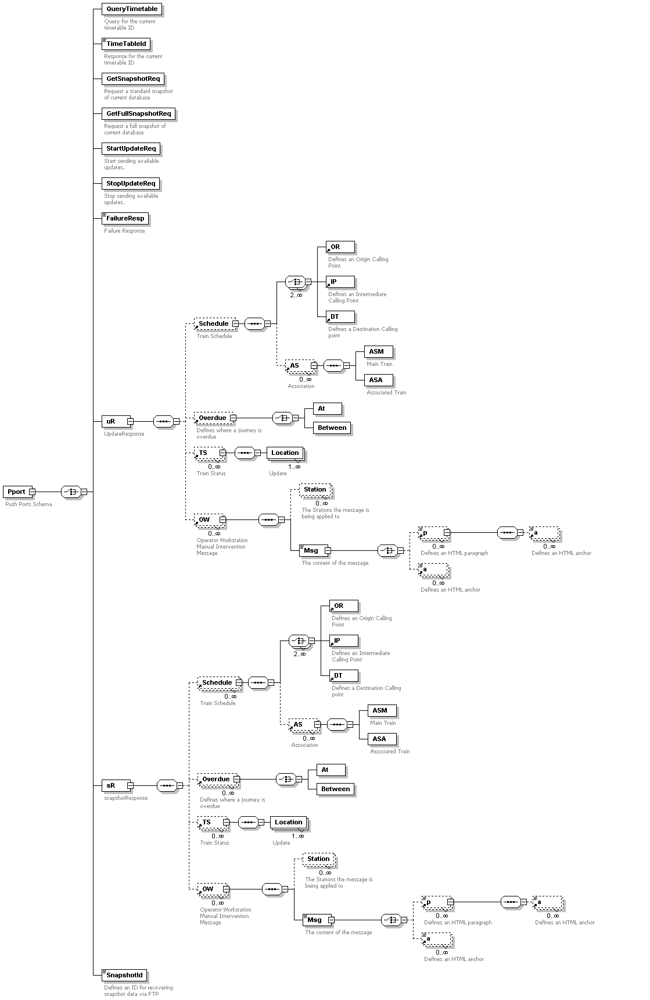 QueryTimetable
Query for the current
timetable ID
TimeTableId
Response for the current
timetable ID
GetSnapshotReq
Request a standard snapshot
of current database
GetFullSnapshotReq
Request a full snapshot of
current database
StartUpdateReq
Start sending available
updates.
StopUpdateReq
Stop sending available
updates.
FailureResp
Failure Response
OR
Defines an Origin Calling
Point
2..∞
IP
Defines an Intermediate
Calling Point
DT
Defines a Destination Calling
point
Schedule
Train Schedule
AS
0..∞
Association
ASM
Main Train
ASA
Associated Train
uR
UpdateResponse
Overdue
Defines where a journey is
overdue
At
Between
TS
0..∞
Train Status
Location
1..∞
Update
Pport
Push Ports Schema
Station
0..∞
The Stations the message is
being applied to
OW
0..∞
Operator Workstation
Manual Intervention
Message
Msg
The content of the message
p
0..∞
Defines an HTML paragraph
a
0..∞
Defines an HTML anchor
a
0..∞
Defines an HTML anchor
OR
Defines an Origin Calling
Point
2..∞
IP
Defines an Intermediate
Calling Point
DT
Defines a Destination Calling
point
Schedule
0..∞
Train Schedule
AS
0..∞
Association
ASM
Main Train
ASA
Associated Train
sR
snapshotResponse
Overdue
0..∞
Defines where a journey is
overdue
At
Between
TS
0..∞
Train Status
Location
1..∞
Update
Station
0..∞
The Stations the message is
being applied to
OW
0..∞
Operator Workstation
Manual Intervention
Message
Msg
The content of the message
p
0..∞
Defines an HTML paragraph
a
0..∞
Defines an HTML anchor
a
0..∞
Defines an HTML anchor
SnapshotId
Defines an ID for recovering
snapshot data via FTP